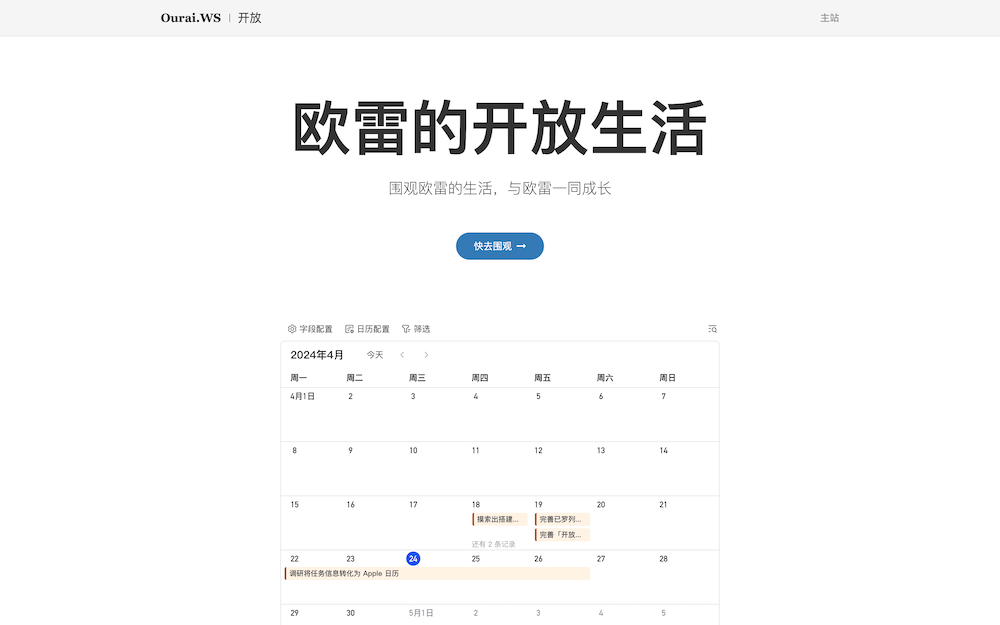 Ourai.WS | 开放 主站
欧雷的开放生活
围观欧雷的生活，与欧雷一同成长
快去围观 →
字段配置 日历配置 筛选
2024年4月 今天 < >
周一 周二 周三 周四 周五 周六 周日
4月1日 2 3 4 5 6 7
8 9 10 11 12 13 14
15 16 17 18 19 20 21
摸索出搭建... 完善已罗列...
完善「开放...
还有 2 条记录
22 23 24 25 26 27 28
调研将任务信息转化为 Apple 日历
29 30 5月1日 2 3 4 5